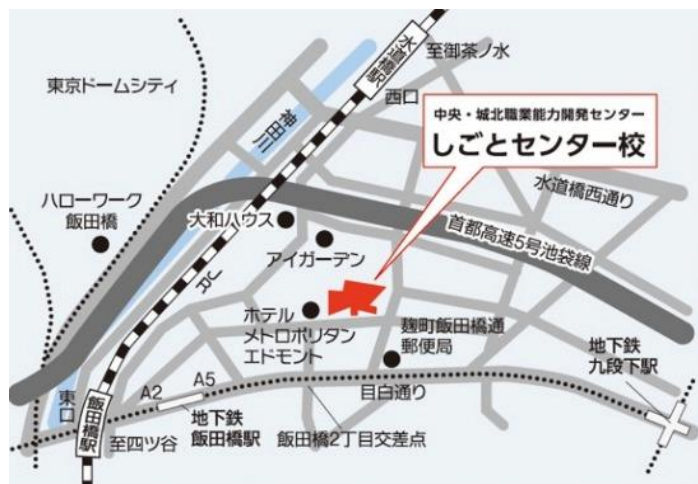 水道橋駅
至御茶ノ水
西口
東京ドームシティ
神田川
中央・城北職業能力開発センター
しごとセンター校
水道橋西通り
ハローワーク
飯田橋
大和ハウス
首都高速5号池袋線
アイガーデン
JR
ホテル
メトロポリタン
エドモント
麹町飯田橋通
郵便局
地下鉄
九段下駅
東口
飯田橋駅
A2
A5
目白通り
至四ツ谷
地下鉄
飯田橋駅
飯田橋2丁目交差点